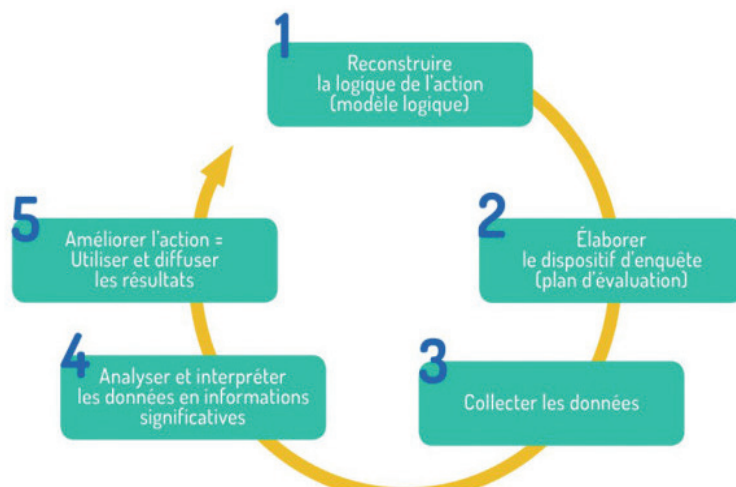 1
Reconstruire
la logique de l'action
(modèle logique)
2
Élaborer
le dispositif d'enquête
(plan d'évaluation)
3
Collecter les données
4
Analyser et interpréter
les données en informations
significatives
5
Améliorer l'action =
Utiliser et diffuser
les résultats